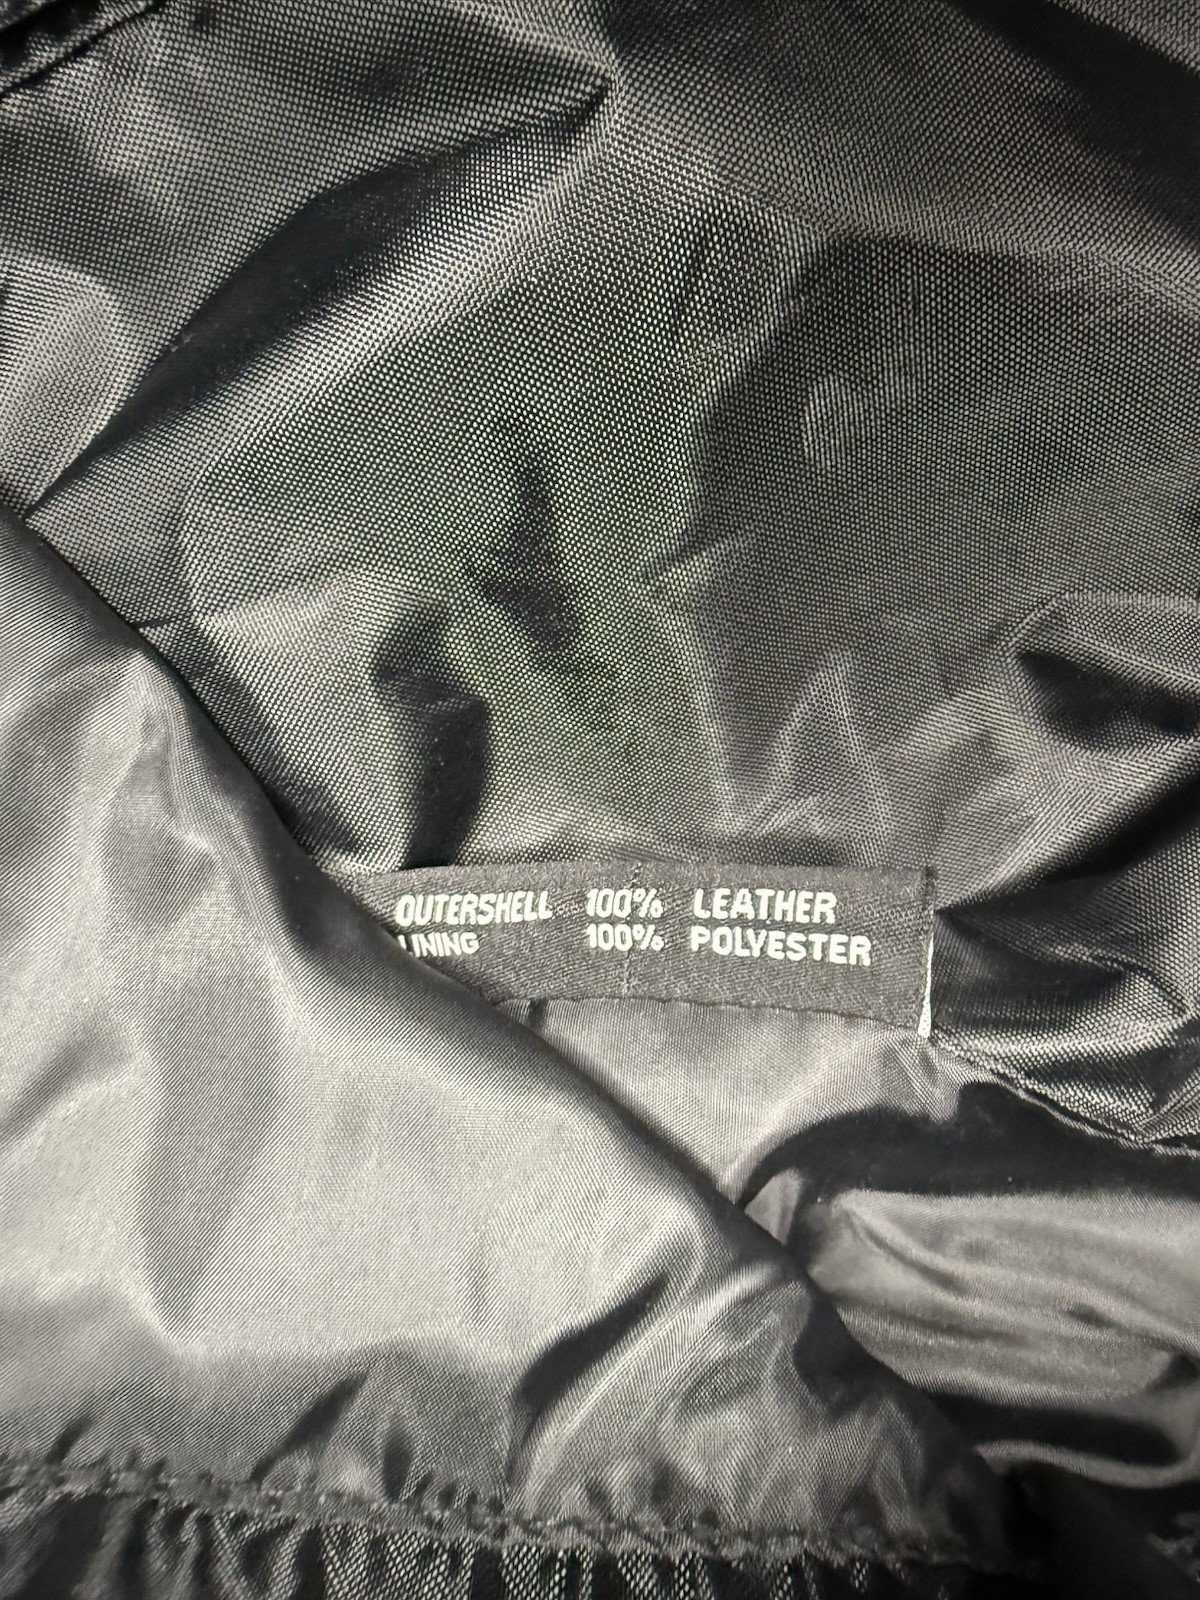 OUTERSHELL 100% LEATHER
LINING 100% POLYESTER